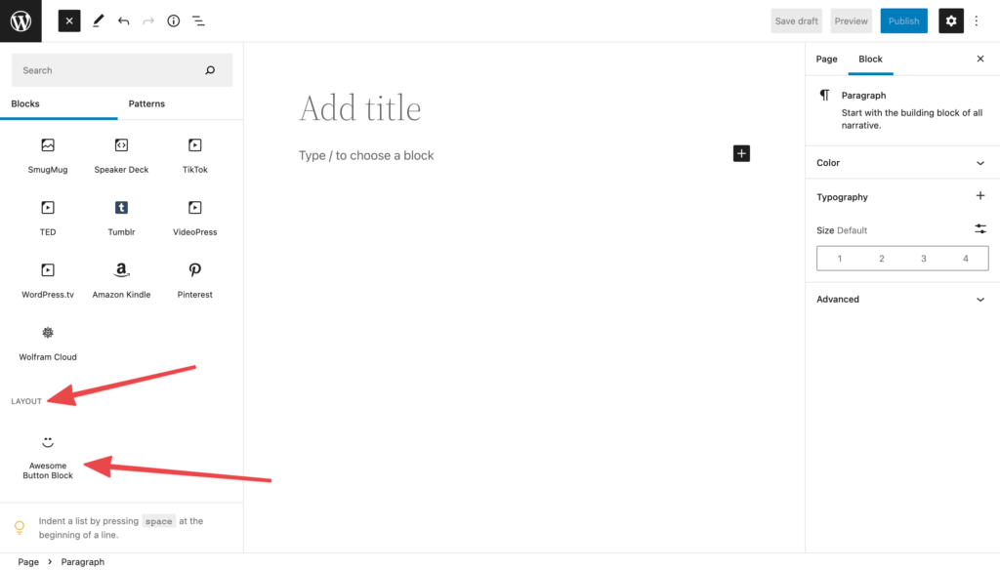 Save draft
Preview
Publish
Search
Blocks
Patterns
SmugMug
Speaker Deck
TikTok
TED
Tumblr
VideoPress
WordPress.tv
Amazon Kindle
Pinterest
Wolfram Cloud
LAYOUT
Awesome
Button Block
Indent a list by pressing space at the
beginning of a line.
Add title
Type / to choose a block
Page
Block
Paragraph
Start with the building block of all
narrative.
Color
Typography
Size Default
1 2 3 4
Advanced
Page > Paragraph